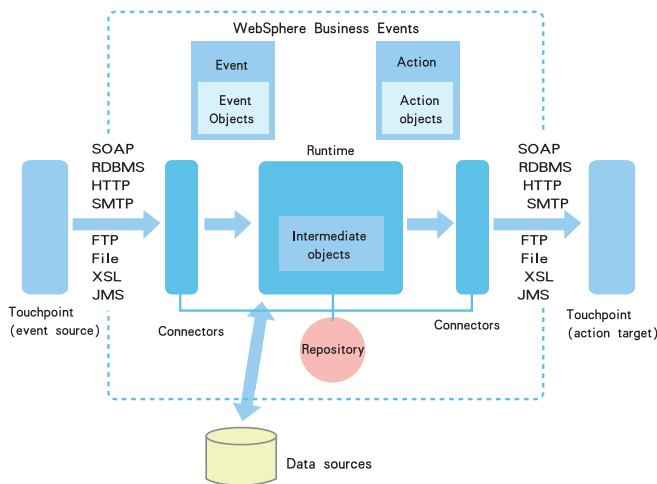 WebSphere Business Events
Event
Event
Objects
Action
Action
objects
SOAP
RDBMS
HTTP
SMTP
FTP
File
XSL
JMS
Runtime
Intermediate
objects
SOAP
RDBMS
HTTP
SMTP
FTP
File
XSL
JMS
Touchpoint
(event source)
Connectors
Repository
Connectors
Touchpoint
(action target)
Data sources